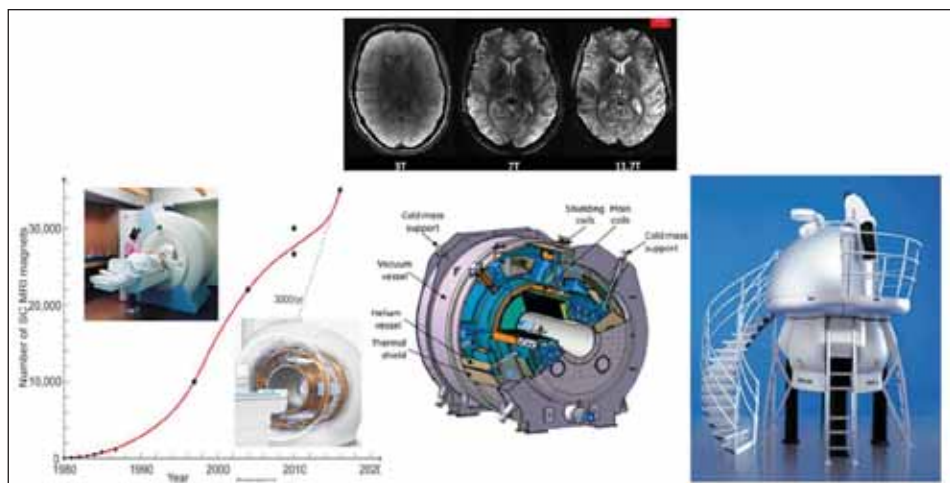 3T 7T 11.7T
Number of SC MRI magnets
30,000
20,000
10,000
0
1980 1990 2000 2010
Year
3000/yr
Cold mass
support
Vacuum
vessel
Helium
vessel
Thermal
shield
Shielding
coils
Main
coils
Cold mass
support